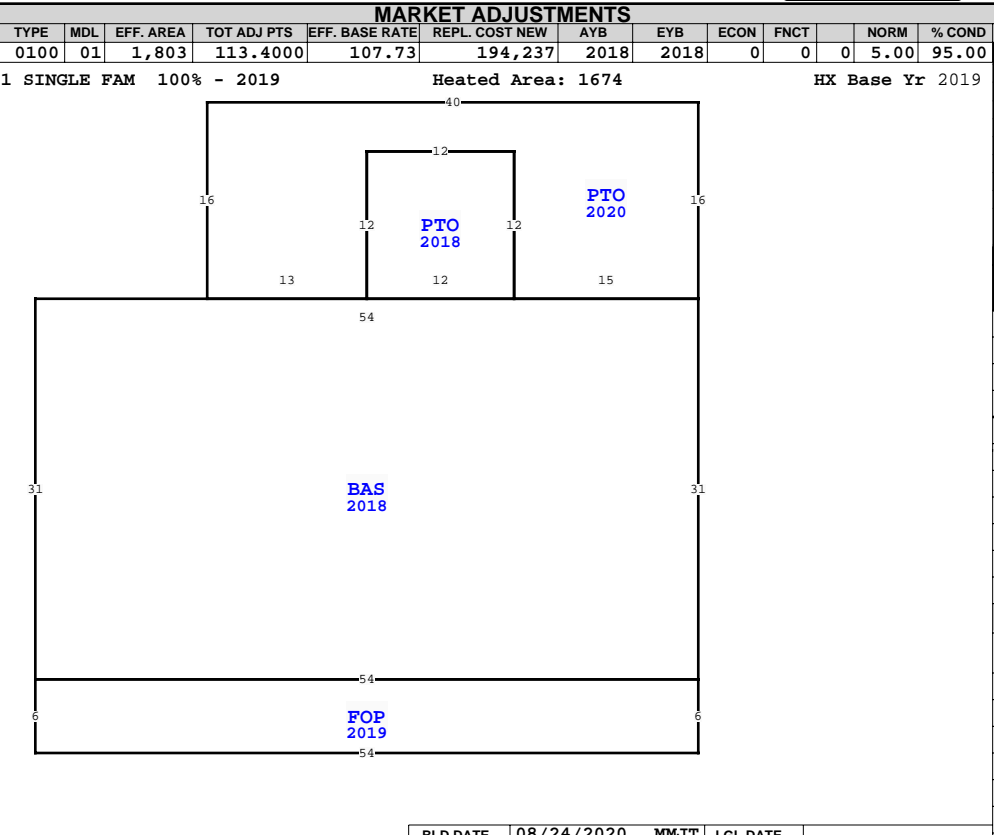 MARKET ADJUSTMENTS
TYPE MDL EFF. AREA TOT ADJ PTS EFF. BASE RATE REPL. COST NEW AYB EYB ECON FNCT NORM % COND
0100 01 1,803 113.4000 107.73 194,237 2018 2018 0 0 0 5.00 95.00
1 SINGLE FAM 100% - 2019 Heated Area: 1674 HX Base Yr 2019
40
12
16 PTO 16
2020
12 PTO 12
2018
13 12 15
54
31 BAS 31
2018
54
6 FOP 6
2019
54
BLD DATE 08/24/2020 MMJT LGL DATE